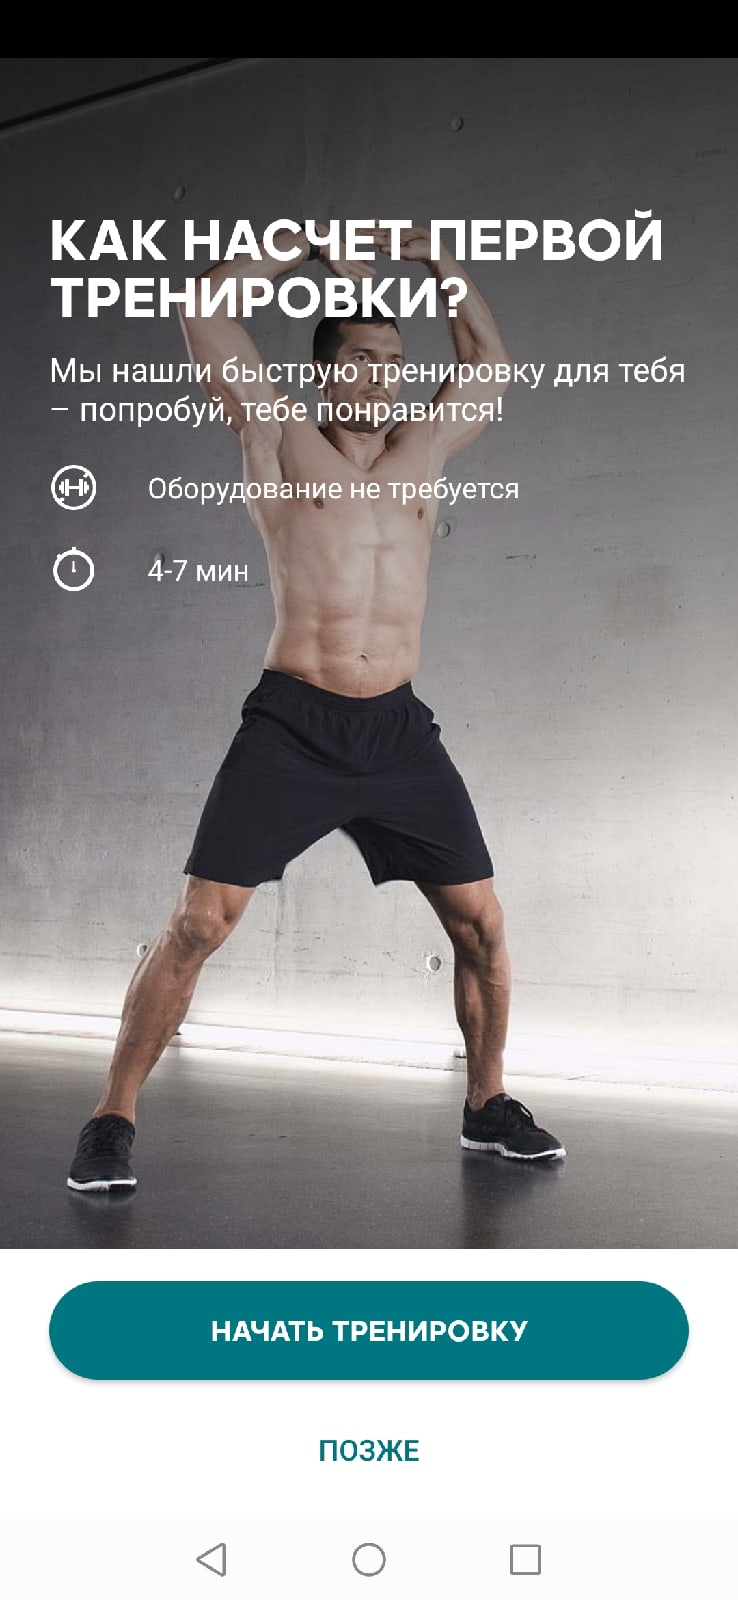 КАК НАСЧЕТ ПЕРВОЙ
ТРЕНИРОВКИ?
Мы нашли быструю тренировку для тебя
– попробуй, тебе понравится!
Оборудование не требуется
4-7 мин
НАЧАТЬ ТРЕНИРОВКУ
ПОЗЖЕ